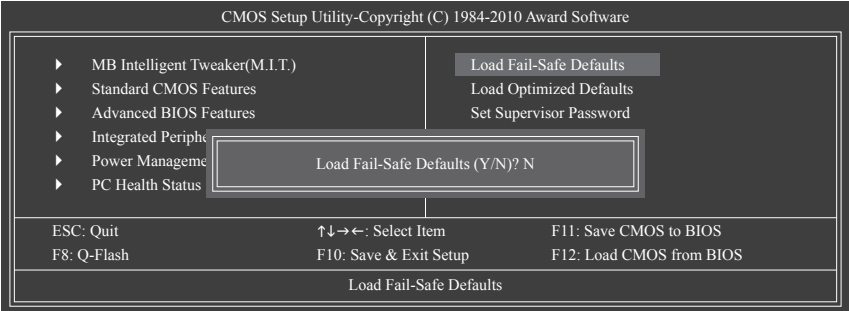 CMOS Setup Utility-Copyright (C) 1984-2010 Award Software
MB Intelligent Tweaker(M.I.T.)
Standard CMOS Features
Advanced BIOS Features
Integrated Periphe
Power Manageme
PC Health Status
Load Fail-Safe Defaults
Load Optimized Defaults
Set Supervisor Password
Load Fail-Safe Defaults (Y/N)? N
ESC: Quit
↑↓→←: Select Item
F11: Save CMOS to BIOS
F8: Q-Flash
F10: Save & Exit Setup
F12: Load CMOS from BIOS
Load Fail-Safe Defaults